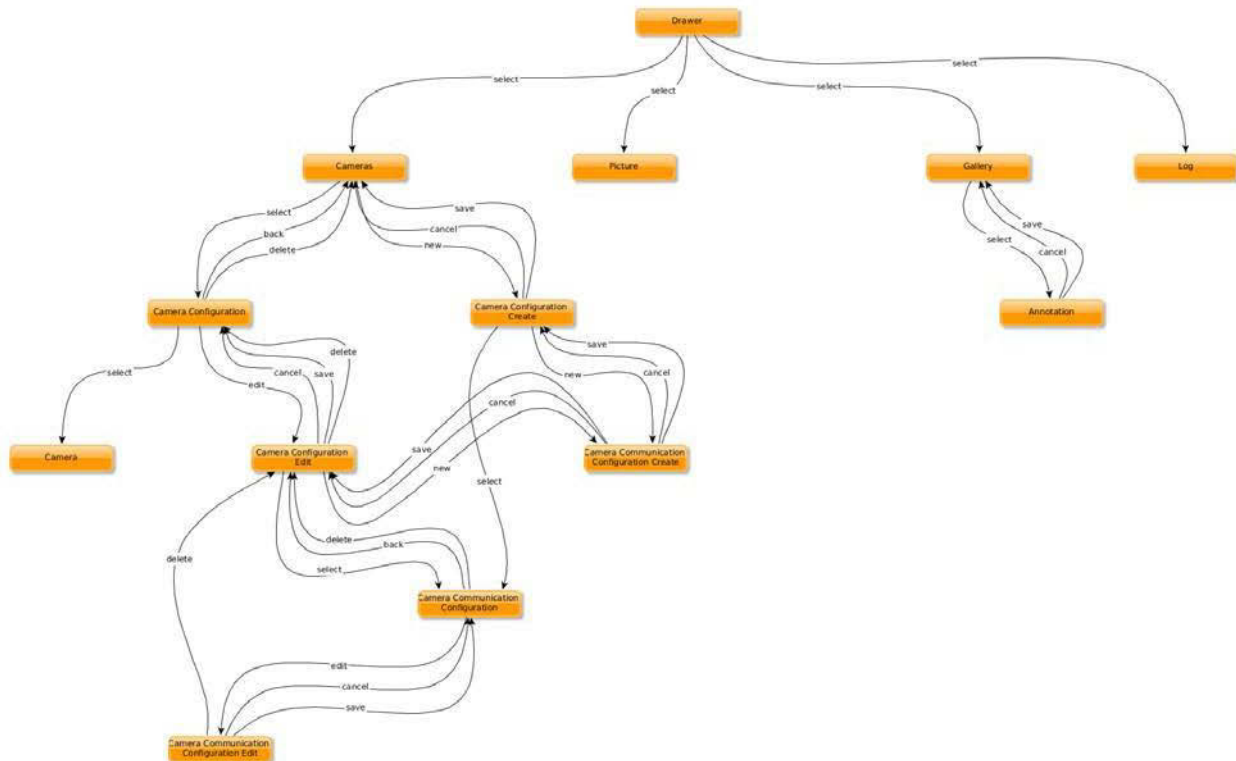 Drawer
select
select
select
select
Cameras
Picture
Gallery
Log
select
back
delete
save
cancel
new
save
select
cancel
Camera Configuration
Camera Configuration
Create
Annotation
select
delete
cancel
save
edit
save
new
cancel
cancel
save
new
Camera
Camera Configuration
Edit
Camera Communication
Configuration Create
select
delete
delete
back
select
Camera Communication
Configuration
edit
cancel
save
Camera Communication
Configuration Edit